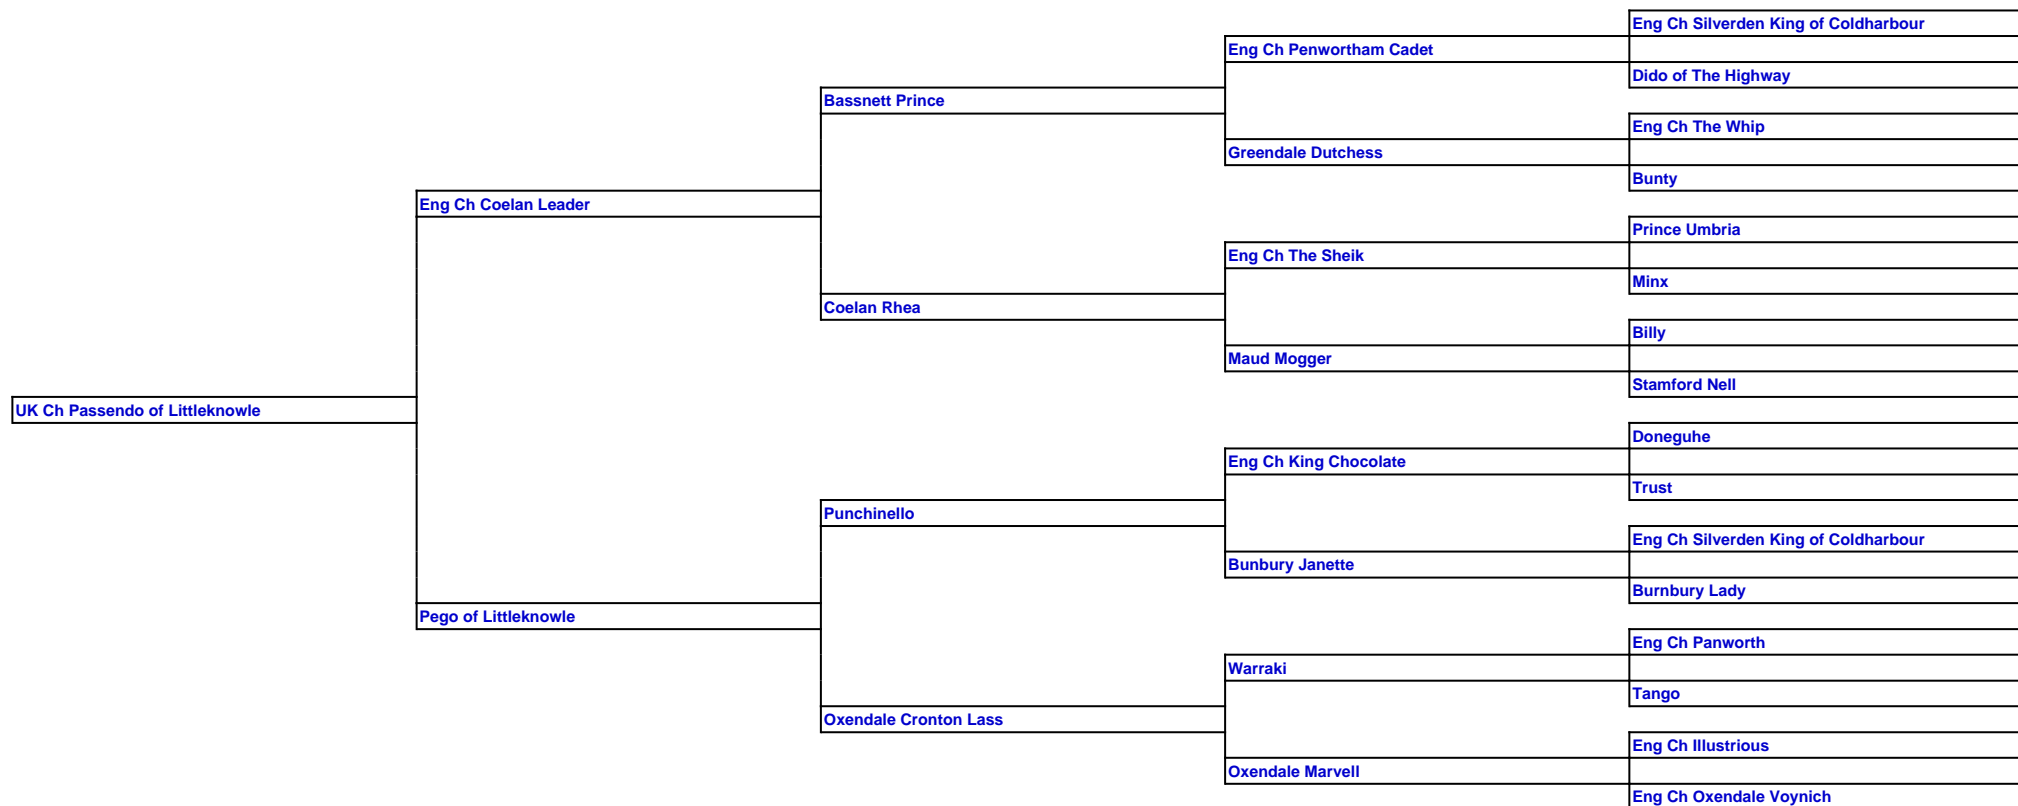 Eng Ch Silverden King of Coldharbour
Eng Ch Penwortham Cadet
Dido of The Highway
Bassnett Prince
Eng Ch The Whip
Greendale Dutchess
Bunty
Eng Ch Coelan Leader
Prince Umbria
Eng Ch The Sheik
Minx
Coelan Rhea
Billy
Maud Mogger
Stamford Nell
UK Ch Passendo of Littleknowle
Doneguhe
Eng Ch King Chocolate
Trust
Punchinello
Eng Ch Silverden King of Coldharbour
Bunbury Janette
Burnbury Lady
Pego of Littleknowle
Eng Ch Panworth
Warraki
Tango
Oxendale Cronton Lass
Eng Ch Illustrious
Oxendale Marvell
Eng Ch Oxendale Voynich